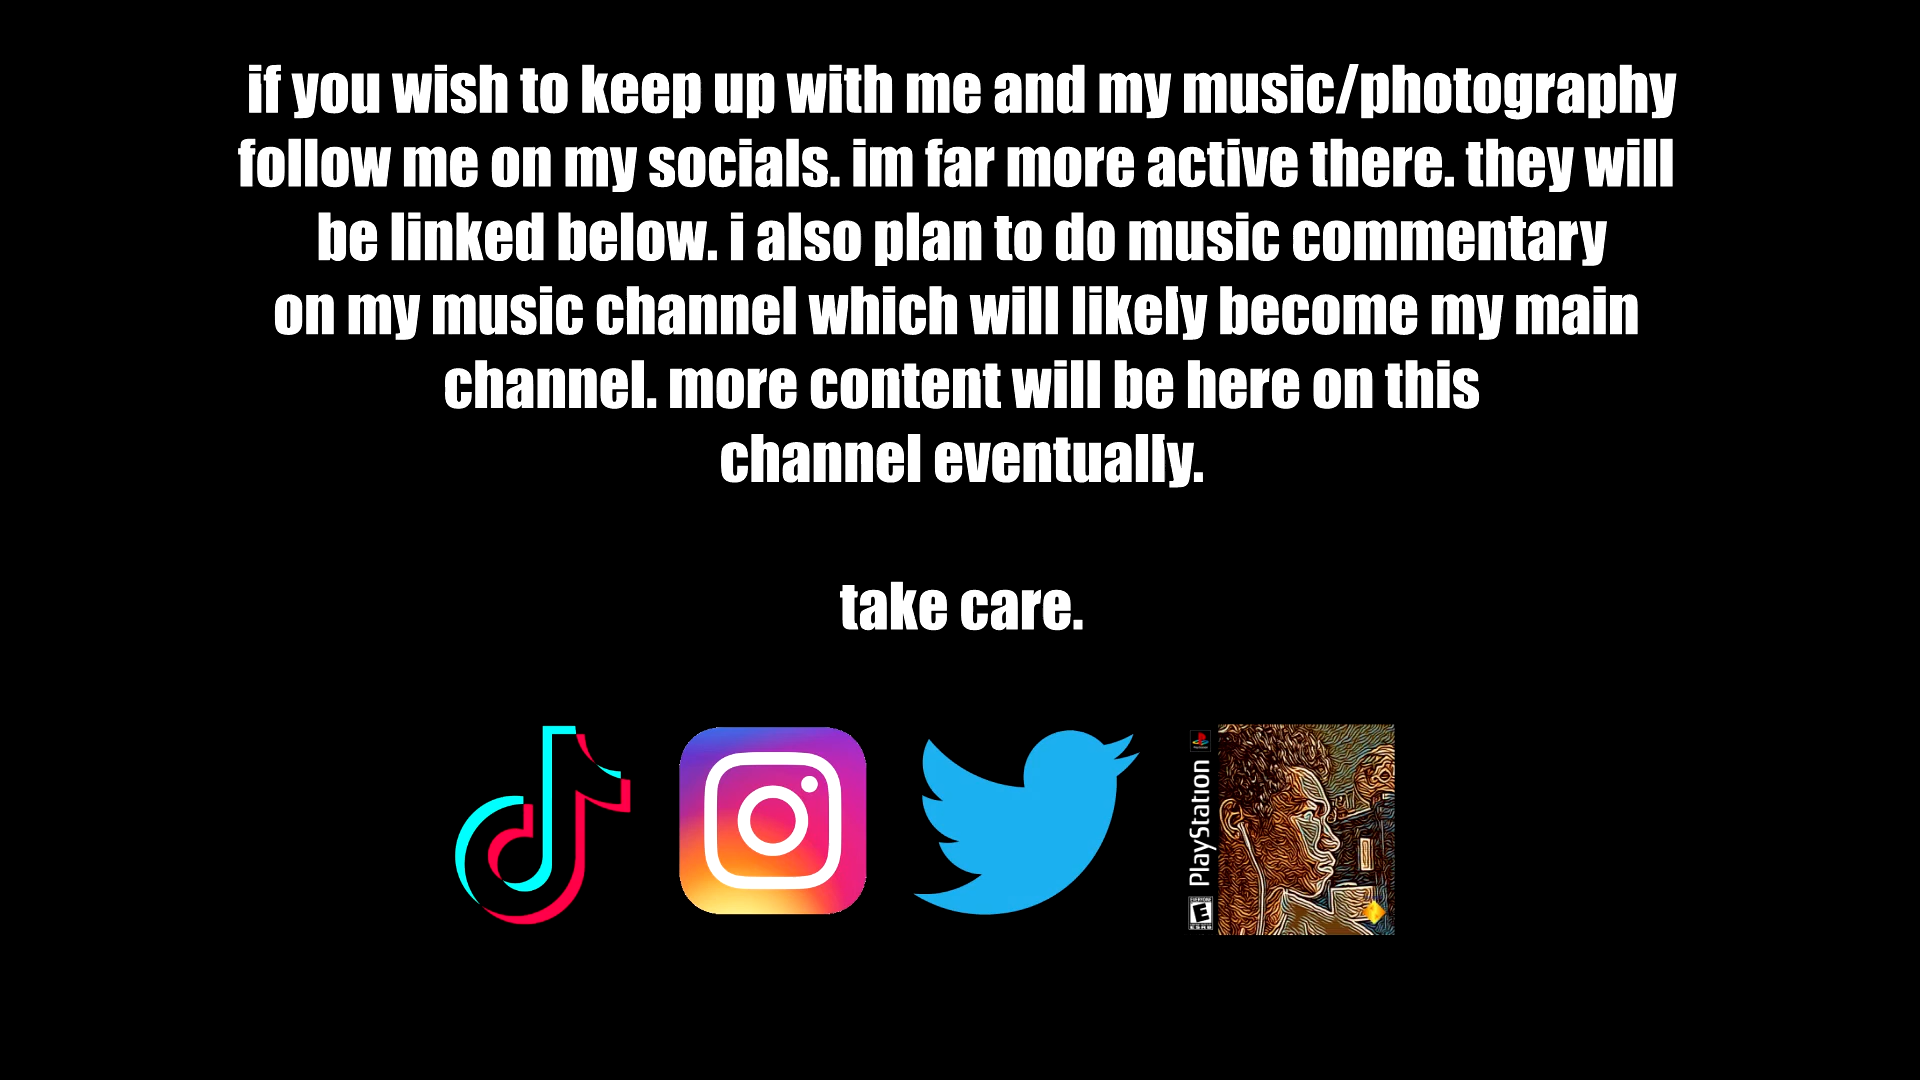 if you wish to keep up with me and my music/photography
follow me on my socials. im far more active there. they will
be linked below. i also plan to do music commentary
on my music channel which will likely become my main
channel. more content will be here on this
channel eventually.
take care.
PlayStation
EVERYONE
E
ESRB